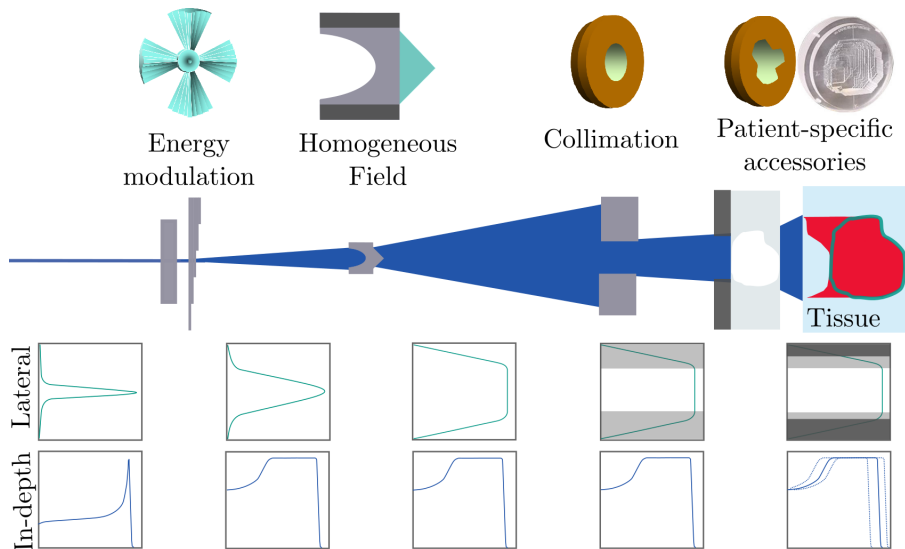 Energy
modulation
Homogeneous
Field
Collimation
Patient-specific
accessories
Tissue
Lateral
In-depth